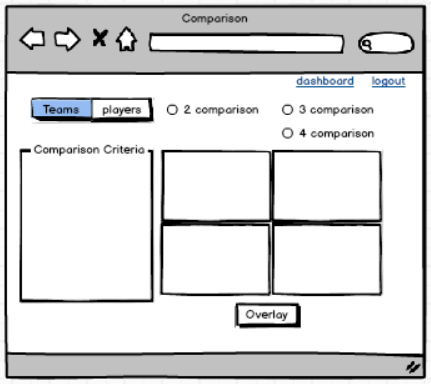 Comparison
dashboard logout
Teams players 2 comparison 3 comparison
4 comparison
Comparison Criteria
Overlay